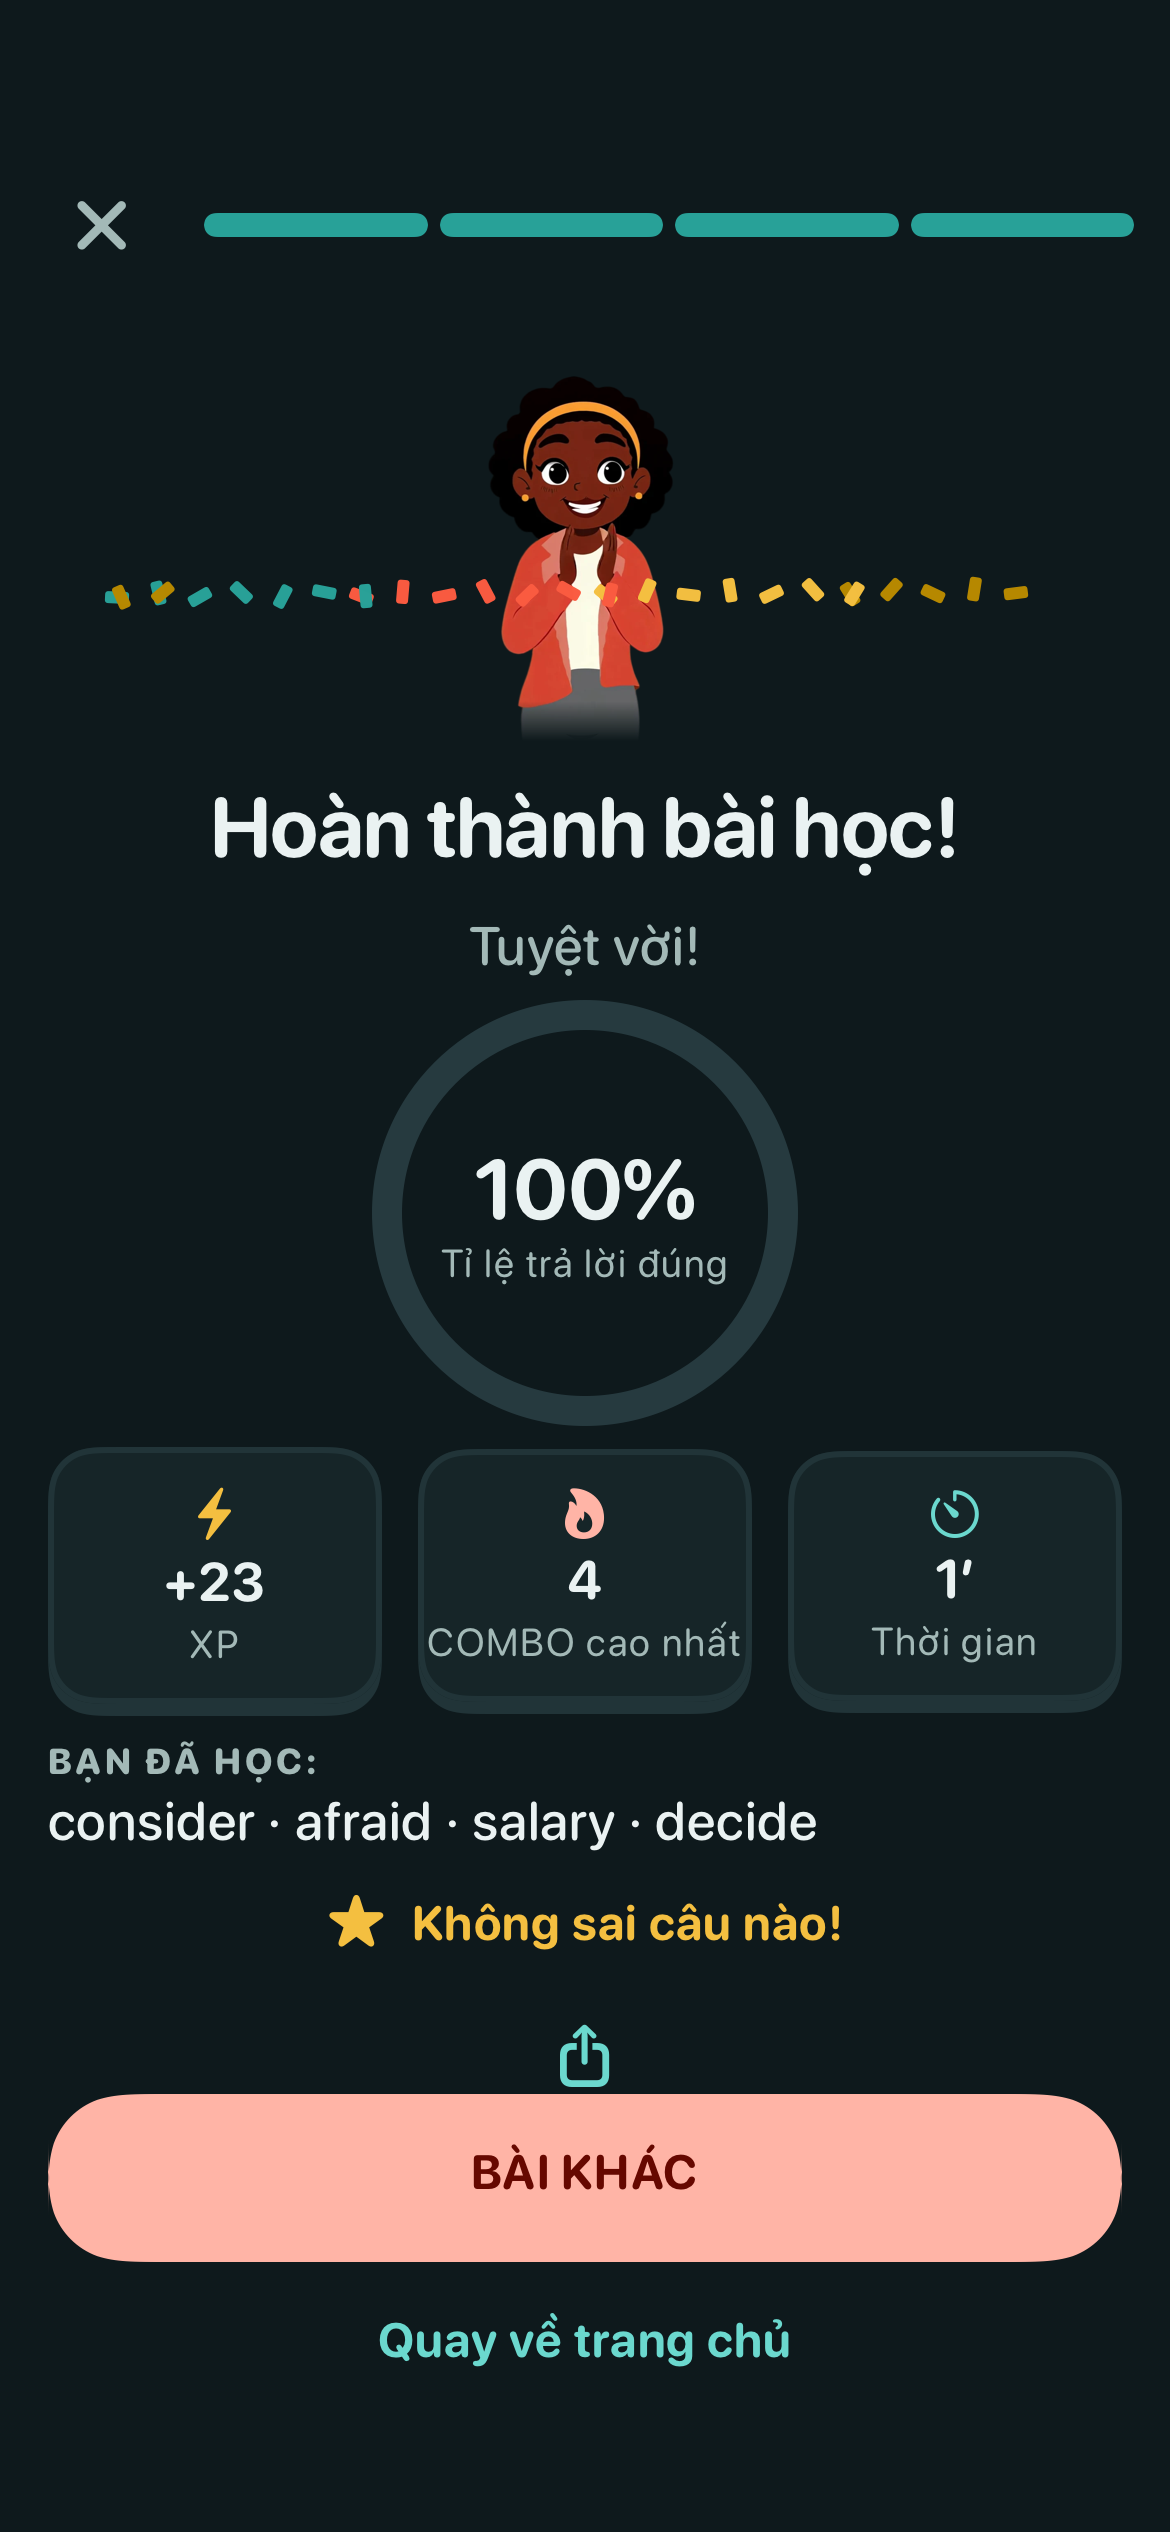 Hoàn thành bài học!
Tuyệt vời!
100%
Tỉ lệ trả lời đúng
+23
XP
4
COMBO cao nhất
1′
Thời gian
BẠN ĐÃ HỌC:
consider · afraid · salary · decide
Không sai câu nào!
BÀI KHÁC
Quay về trang chủ